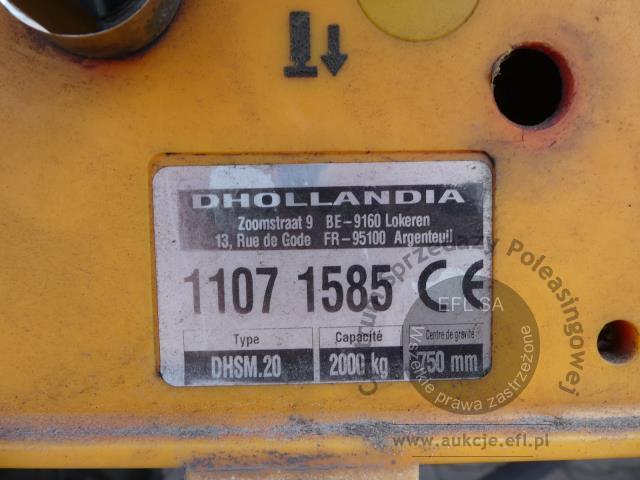 DHOLLANDIA
Zoomstraat 9 BE-9160 Lokeren
13, Rue de Gode FR-95100 Argenteuil
1107 1585 CE
Type Capacité Centre de gravité
DHSM.20 2000 kg 750 mm
Centrum Sprzedaży Poleasingowej
EFL SA
Wszelkie prawa zastrzeżone
www.aukcje.efl.pl